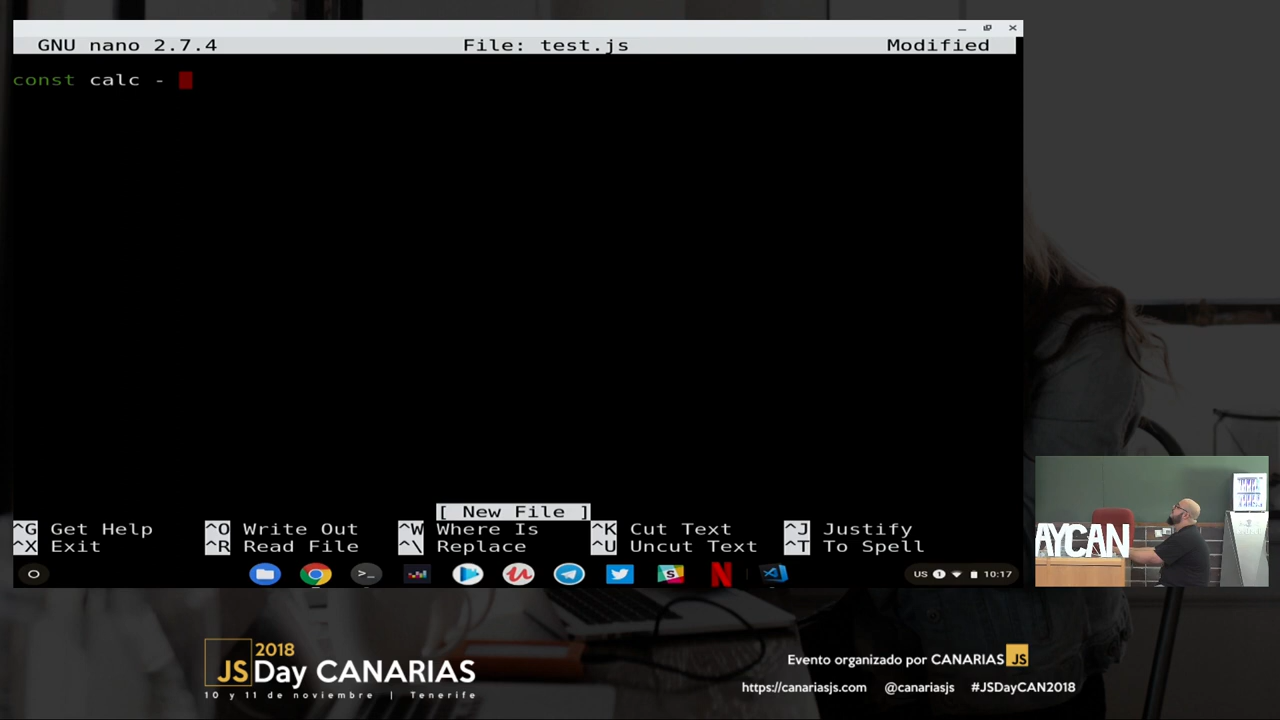 GNU nano 2.7.4 File: test.js Modified
const calc -
[ New File ]
^G Get Help ^O Write Out ^W Where Is ^K Cut Text ^J Justify
^X Exit ^R Read File ^\ Replace ^U Uncut Text ^T To Spell
US 1 10:17
AYCAN
2018
JSDay CANARIAS
10 y 11 de noviembre | Tenerife
Evento organizado por CANARIAS JS
https://canariasjs.com @canariasjs #JSDayCAN2018